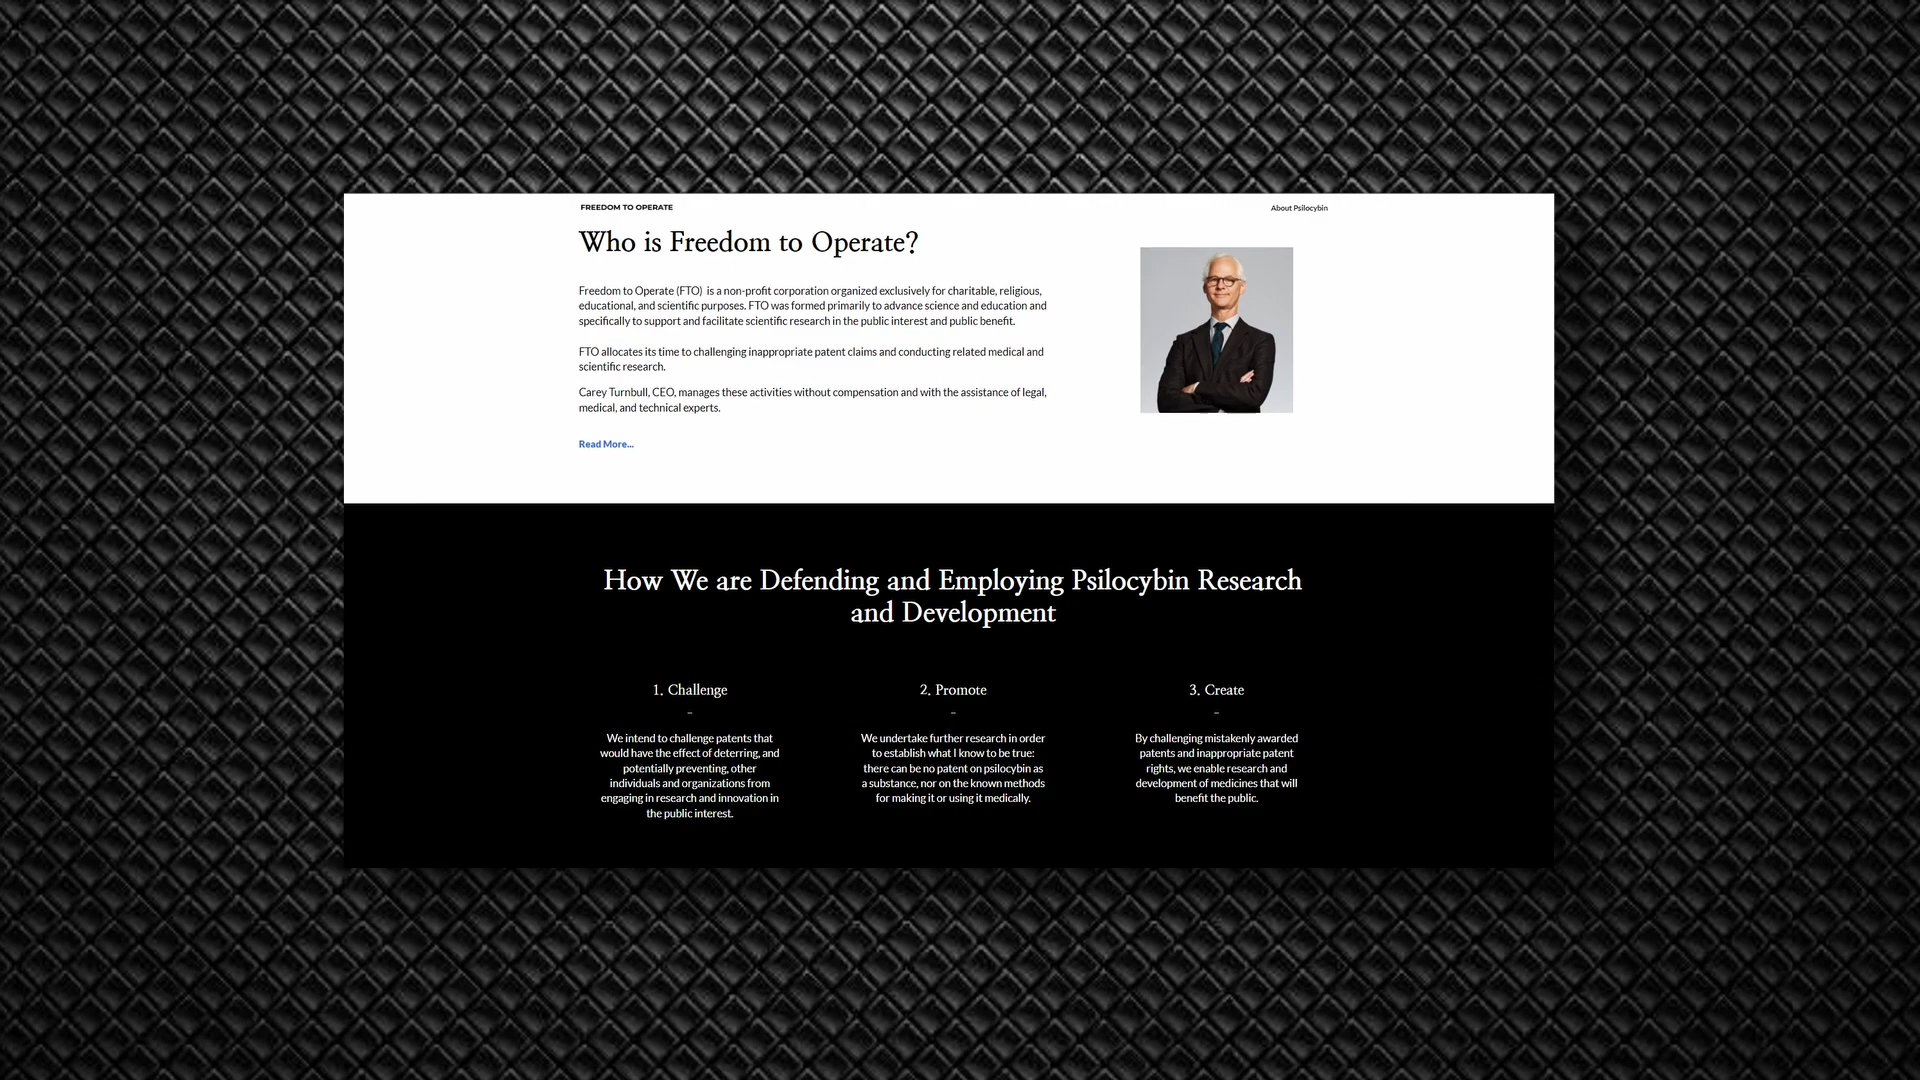 FREEDOM TO OPERATE
About Psilocybin
Who is Freedom to Operate?
Freedom to Operate (FTO) is a non-profit corporation organized exclusively for charitable, religious,
educational, and scientific purposes. FTO was formed primarily to advance science and education and
specifically to support and facilitate scientific research in the public interest and public benefit.
FTO allocates its time to challenging inappropriate patent claims and conducting related medical and
scientific research.
Carey Turnbull, CEO, manages these activities without compensation and with the assistance of legal,
medical, and technical experts.
Read More...
How We are Defending and Employing Psilocybin Research
and Development
1. Challenge
–
We intend to challenge patents that
would have the effect of deterring, and
potentially preventing, other
individuals and organizations from
engaging in research and innovation in
the public interest.
2. Promote
–
We undertake further research in order
to establish what I know to be true:
there can be no patent on psilocybin as
a substance, nor on the known methods
for making it or using it medically.
3. Create
–
By challenging mistakenly awarded
patents and inappropriate patent
rights, we enable research and
development of medicines that will
benefit the public.